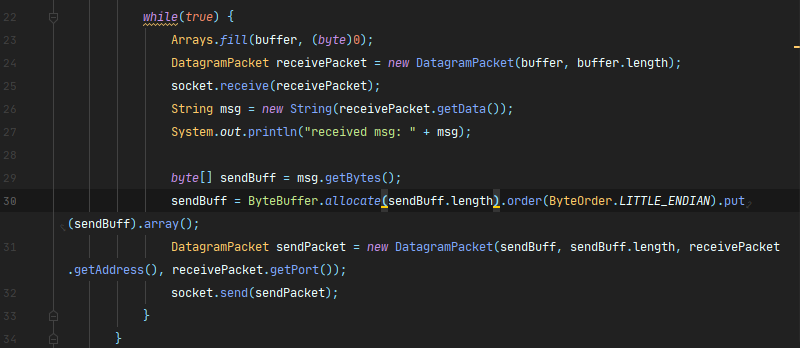 22 while(true) {
23 Arrays.fill(buffer, (byte)0);
24 DatagramPacket receivePacket = new DatagramPacket(buffer, buffer.length);
25 socket.receive(receivePacket);
26 String msg = new String(receivePacket.getData());
27 System.out.println("received msg: " + msg);
28
29 byte[] sendBuff = msg.getBytes();
30 sendBuff = ByteBuffer.allocate(sendBuff.length).order(ByteOrder.LITTLE_ENDIAN).put
(sendBuff).array();
31 DatagramPacket sendPacket = new DatagramPacket(sendBuff, sendBuff.length, receivePacket
.getAddress(), receivePacket.getPort());
32 socket.send(sendPacket);
33 }
34 }